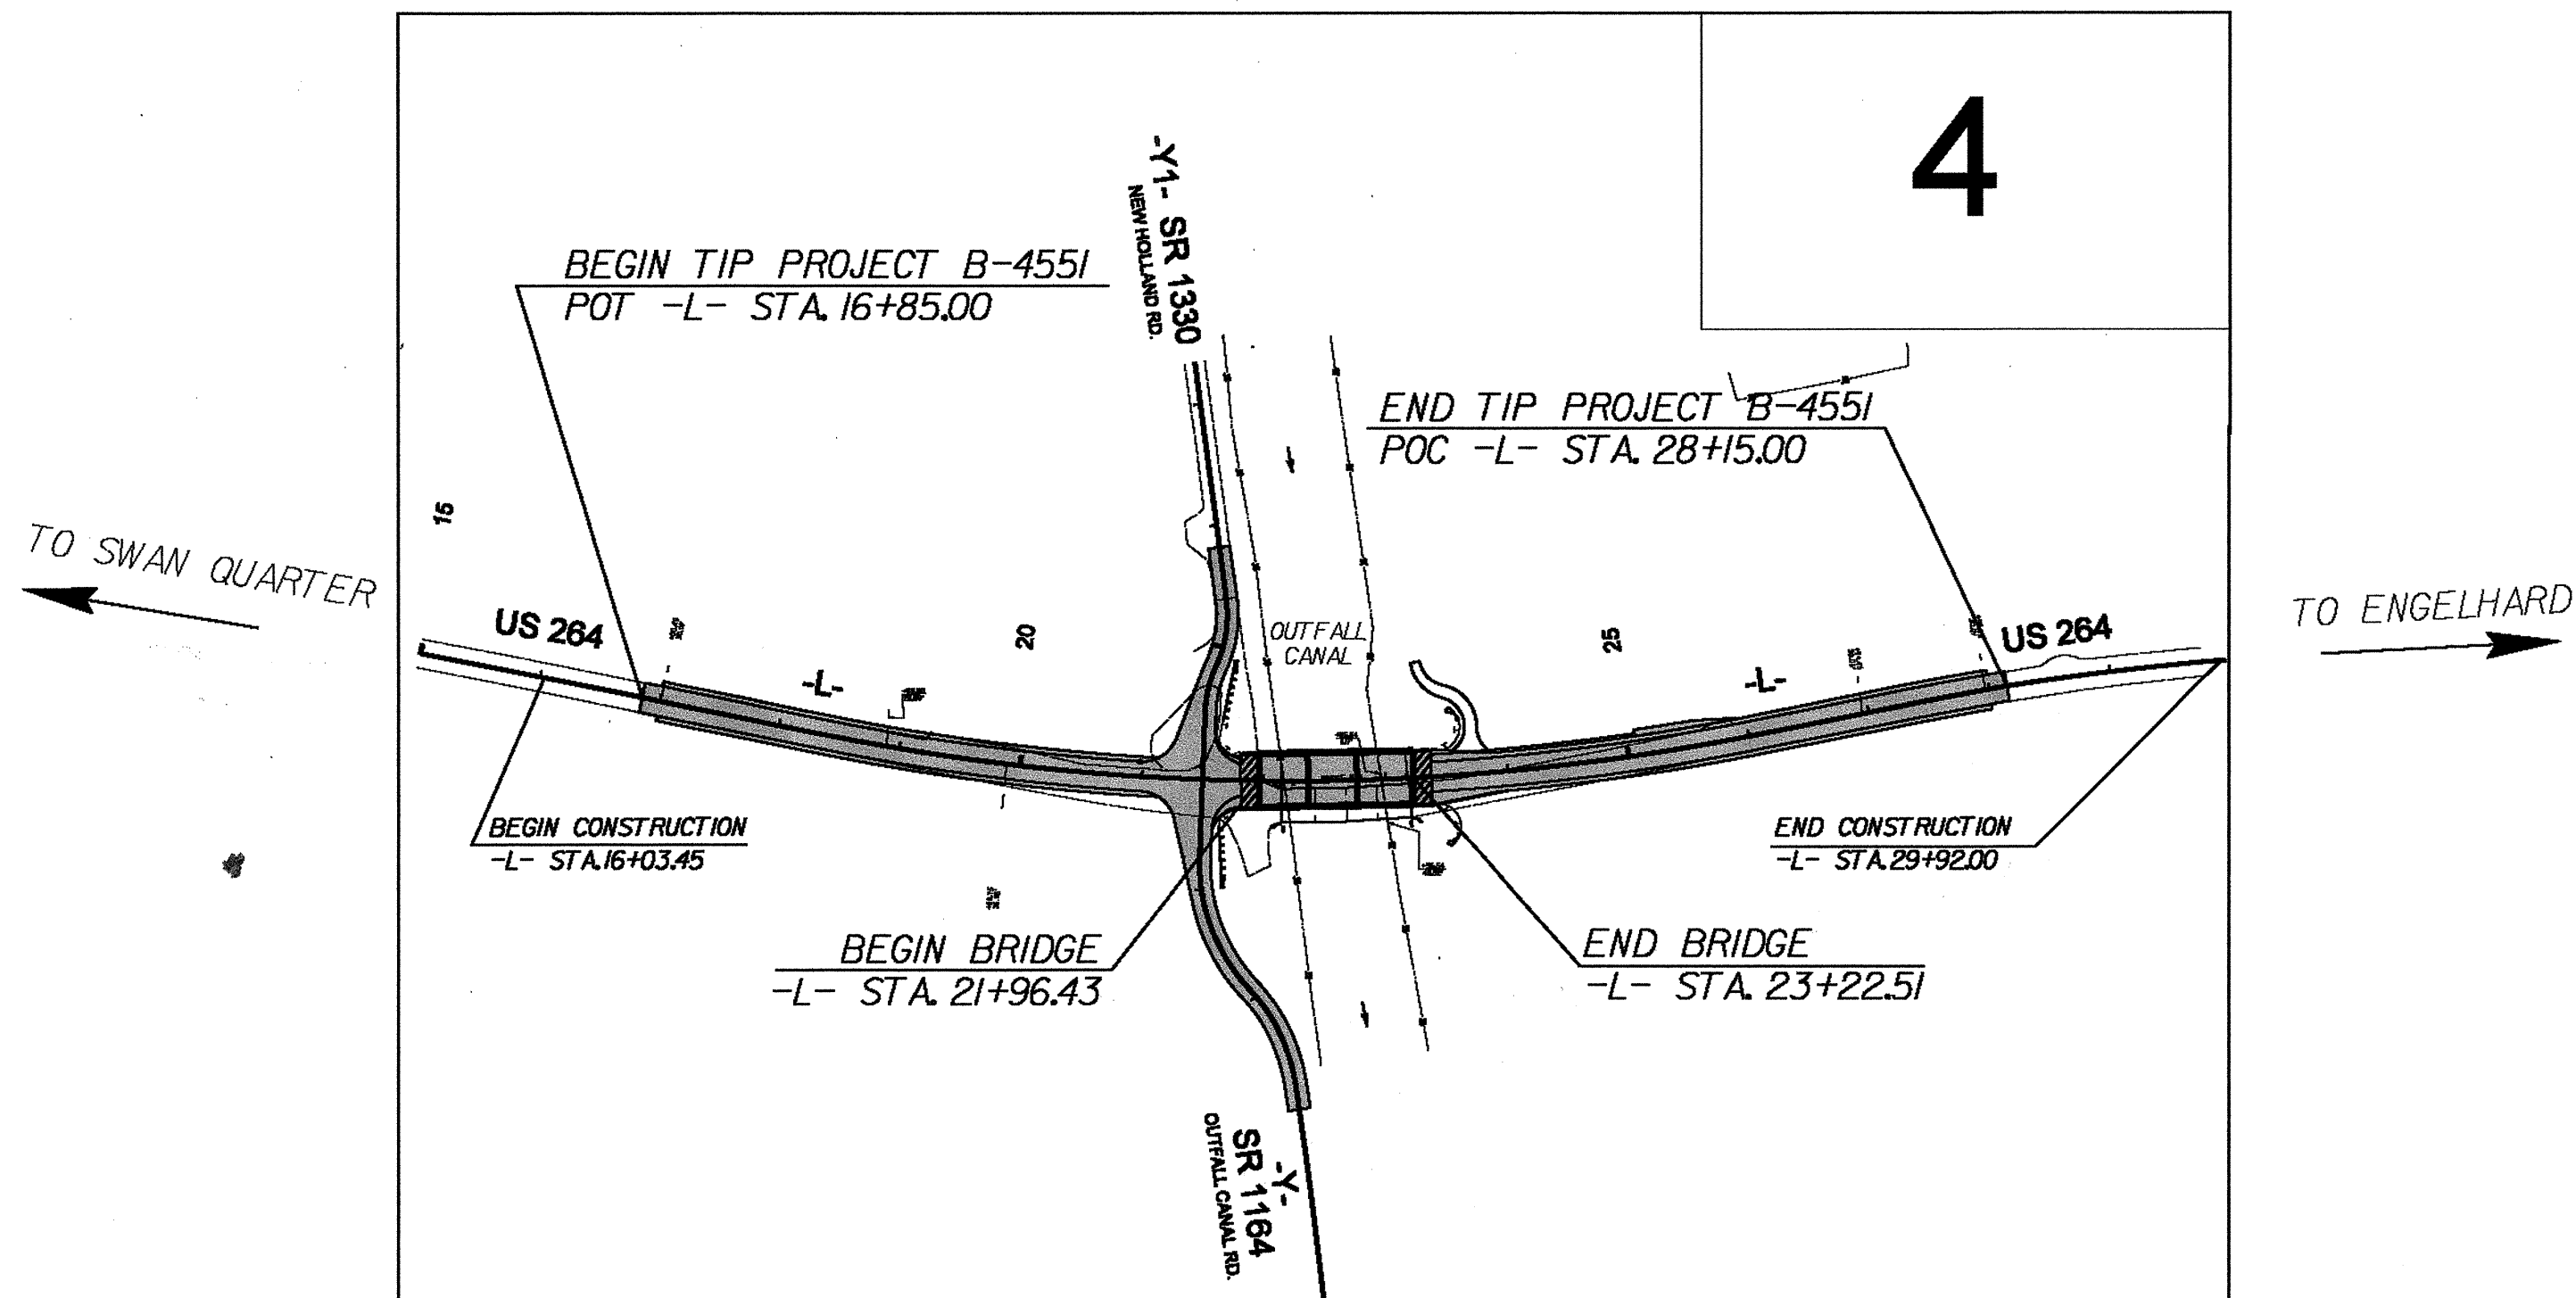 4
-Y1- SR 1330
NEW HOLLAND RD.
BEGIN TIP PROJECT B-4551
POT -L- STA. 16+85.00
END TIP PROJECT B-4551
POC -L- STA. 28+15.00
15
TO SWAN QUARTER
US 264
20
OUTFALL
CANAL
25
US 264
TO ENGELHARD
-L-
-L-
BEGIN CONSTRUCTION
-L- STA.16+03.45
END CONSTRUCTION
-L- STA.29+92.00
BEGIN BRIDGE
-L- STA. 21+96.43
END BRIDGE
-L- STA. 23+22.51
-Y-
SR 1164
OUTFALL CANAL RD.